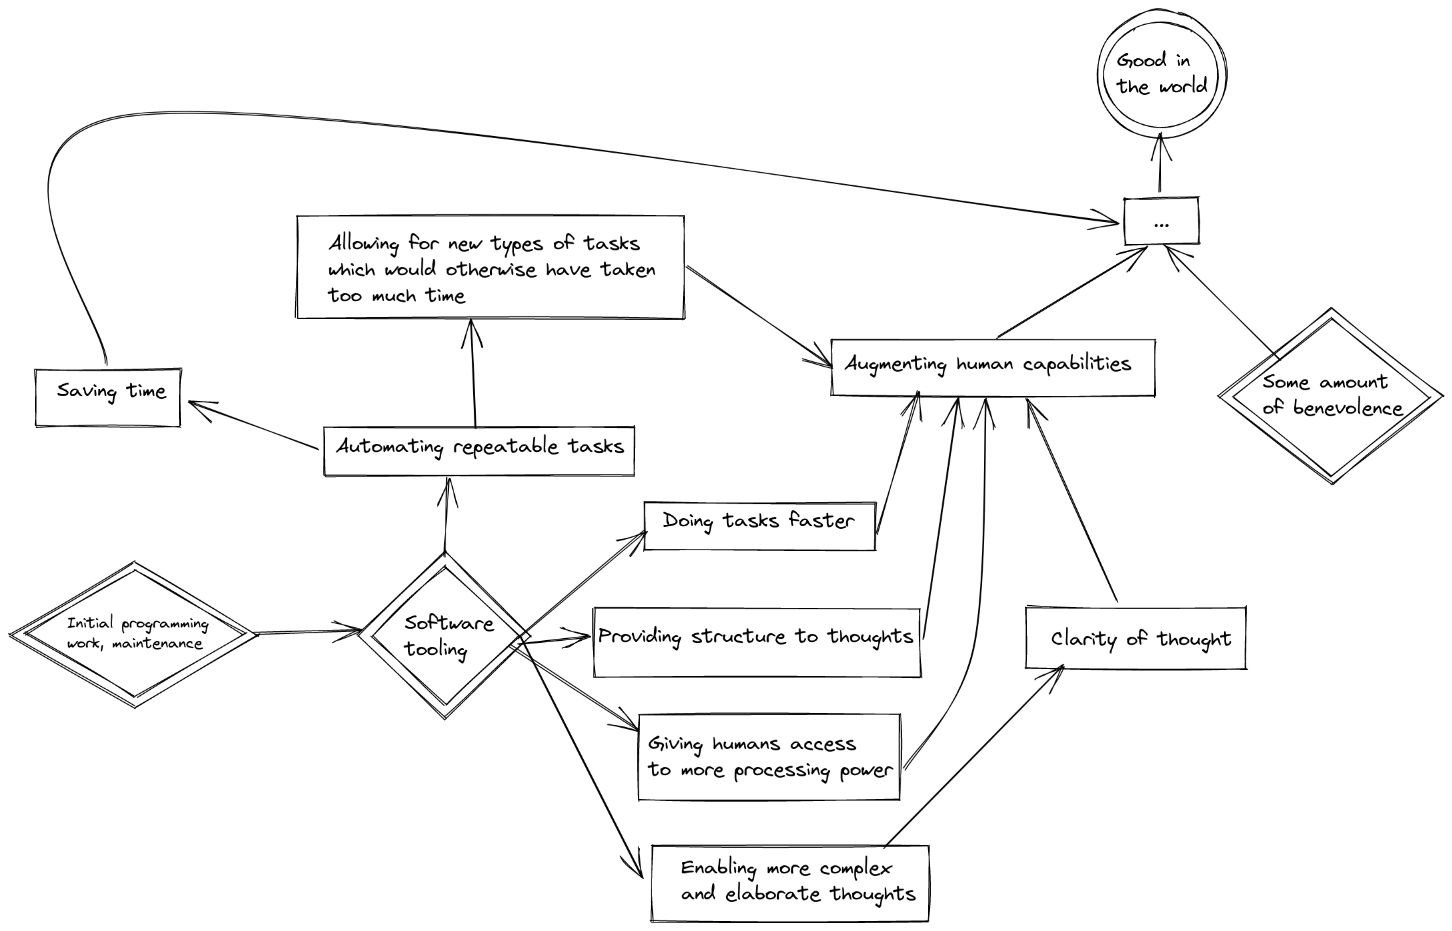 Good in
the world
...
Allowing for new types of tasks
which would otherwise have taken
too much time
Augmenting human capabilities
Saving time
Some amount
of benevolence
Automating repeatable tasks
Doing tasks faster
Initial programming
work, maintenance
Software
tooling
Providing structure to thoughts
Clarity of thought
Giving humans access
to more processing power
Enabling more complex
and elaborate thoughts